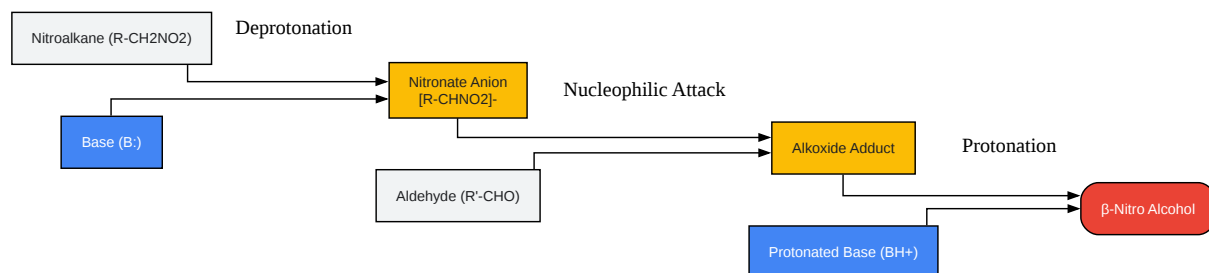 Nitroalkane (R-CH2NO2)
Deprotonation
Base (B:)
Nitronate Anion
[R-CHNO2]-
Nucleophilic Attack
Aldehyde (R'-CHO)
Alkoxide Adduct
Protonation
Protonated Base (BH+)
β-Nitro Alcohol